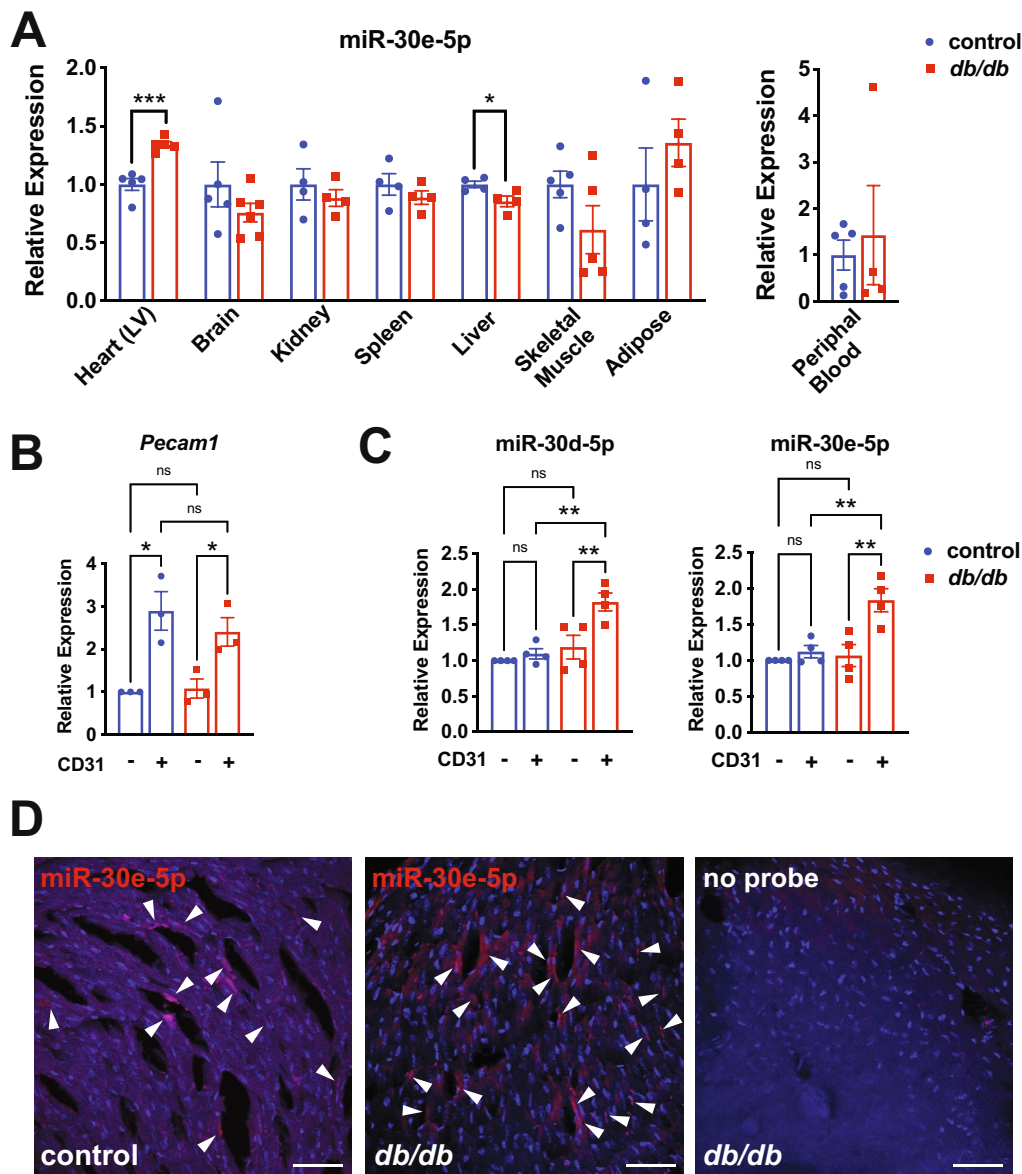 A
miR-30e-5p
control
db/db
Relative Expression
2.0
1.5
1.0
0.5
0.0
***
*
Heart (LV)
Brain
Kidney
Spleen
Liver
Skeletal
Muscle
Adipose
Relative Expression
5
4
3
2
1
0
Periphal
Blood
B
Pecam1
ns
ns
*
*
Relative Expression
4
3
2
1
0
CD31 - + - +
C
miR-30d-5p
ns
**
ns
**
Relative Expression
2.5
2.0
1.5
1.0
0.5
0.0
CD31 - + - +
miR-30e-5p
ns
**
ns
**
Relative Expression
2.5
2.0
1.5
1.0
0.5
0.0
- + - +
control
db/db
D
miR-30e-5p
control
miR-30e-5p
db/db
no probe
db/db